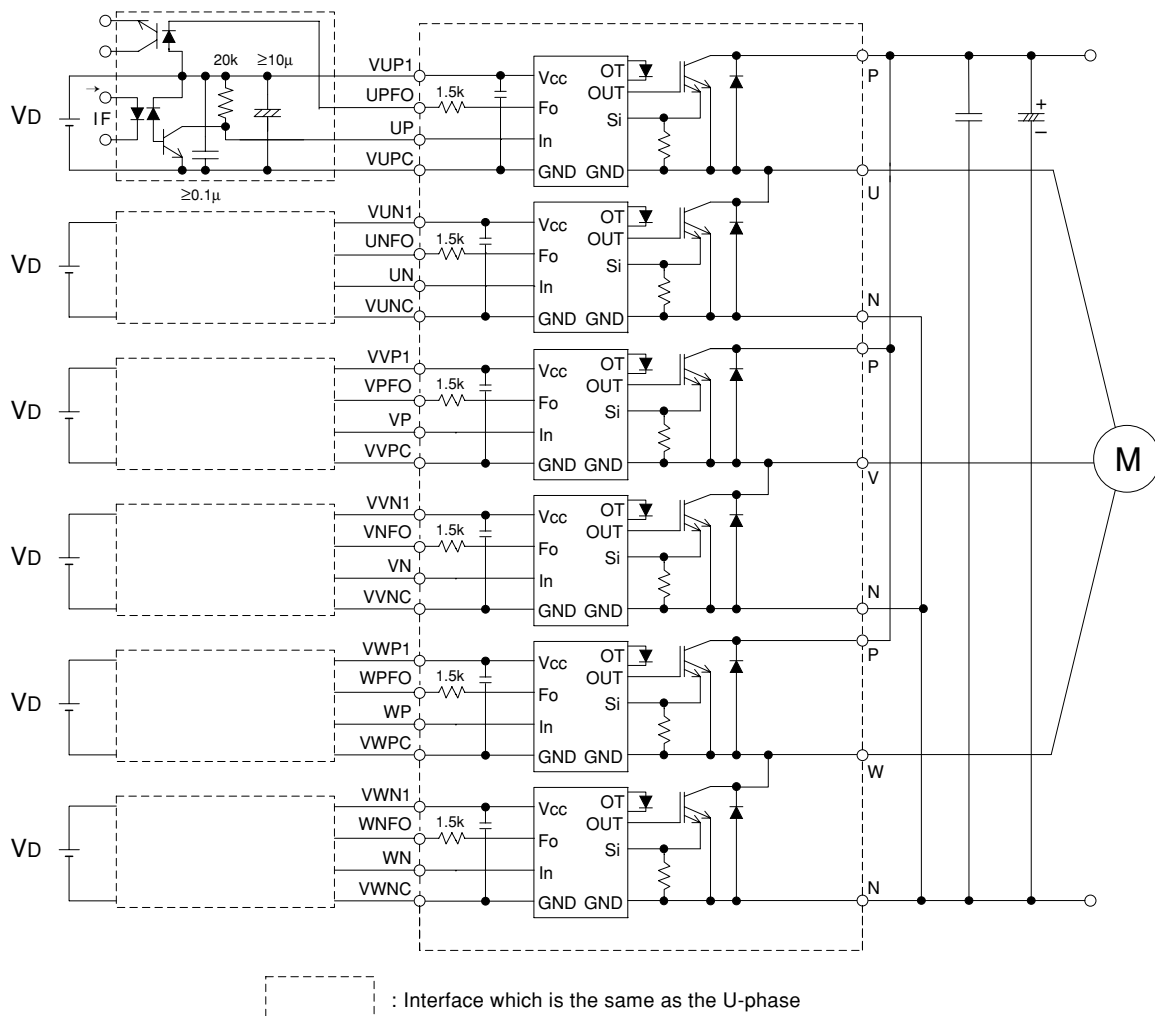 20k ≥10µ
VD
IF
≥0.1µ
VUP1
UPFO
UP
VUPC
1.5k
Vcc
Fo
In
GND GND
OT
OUT
Si
P
U
+
–
VD
VUN1
UNFO
UN
VUNC
1.5k
Vcc
Fo
In
GND GND
OT
OUT
Si
N
VD
VVP1
VPFO
VP
VVPC
1.5k
Vcc
Fo
In
GND GND
OT
OUT
Si
P
V
M
VD
VVN1
VNFO
VN
VVNC
1.5k
Vcc
Fo
In
GND GND
OT
OUT
Si
N
VD
VWP1
WPFO
WP
VWPC
1.5k
Vcc
Fo
In
GND GND
OT
OUT
Si
P
W
VD
VWN1
WNFO
WN
VWNC
1.5k
Vcc
Fo
In
GND GND
OT
OUT
Si
N
: Interface which is the same as the U-phase